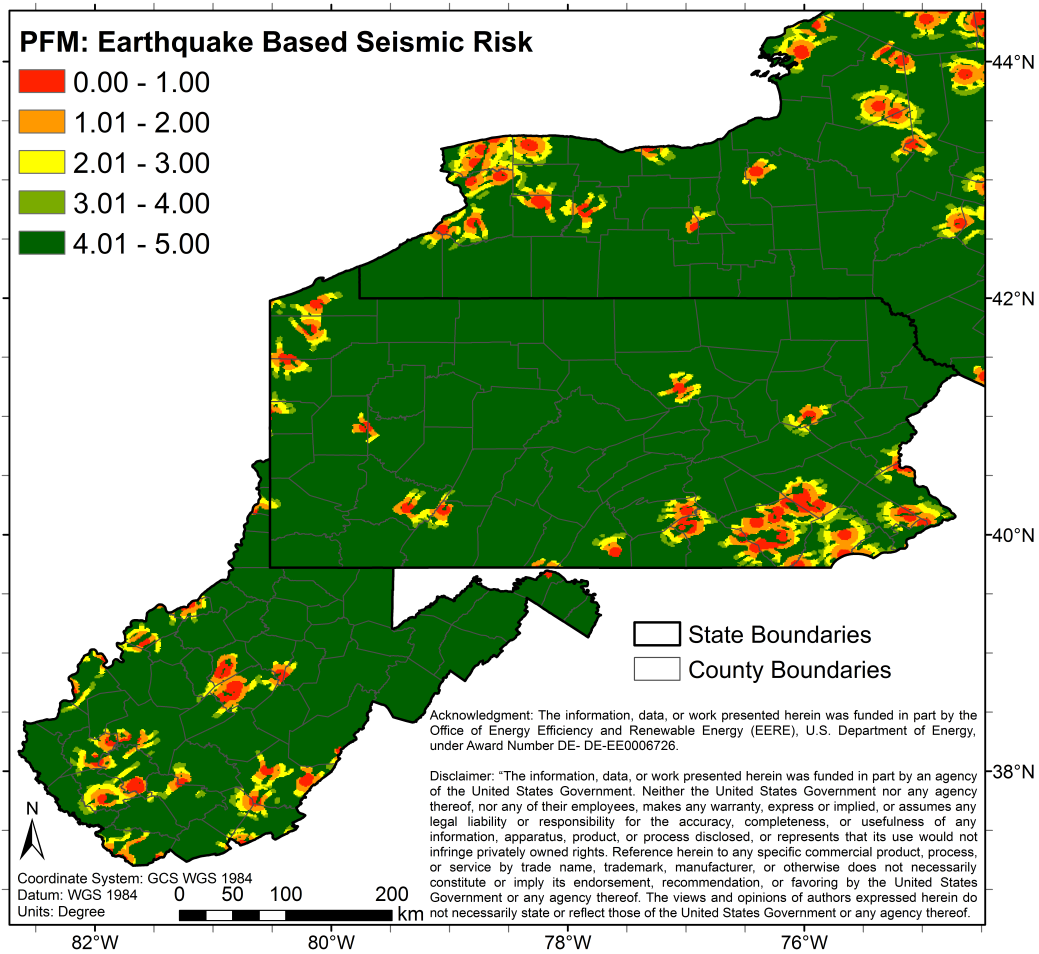 PFM: Earthquake Based Seismic Risk
0.00 - 1.00
1.01 - 2.00
2.01 - 3.00
3.01 - 4.00
4.01 - 5.00
44°N
42°N
40°N
38°N
State Boundaries
County Boundaries
Acknowledgment: The information, data, or work presented herein was funded in part by the
Office of Energy Efficiency and Renewable Energy (EERE), U.S. Department of Energy,
under Award Number DE- DE-EE0006726.
Disclaimer: “The information, data, or work presented herein was funded in part by an agency
of the United States Government. Neither the United States Government nor any agency
thereof, nor any of their employees, makes any warranty, express or implied, or assumes any
legal liability or responsibility for the accuracy, completeness, or usefulness of any
information, apparatus, product, or process disclosed, or represents that its use would not
infringe privately owned rights. Reference herein to any specific commercial product, process,
or service by trade name, trademark, manufacturer, or otherwise does not necessarily
constitute or imply its endorsement, recommendation, or favoring by the United States
Government or any agency thereof. The views and opinions of authors expressed herein do
not necessarily state or reflect those of the United States Government or any agency thereof.
N
Coordinate System: GCS WGS 1984
Datum: WGS 1984
Units: Degree
0 50 100 200
km
82°W 80°W 78°W 76°W